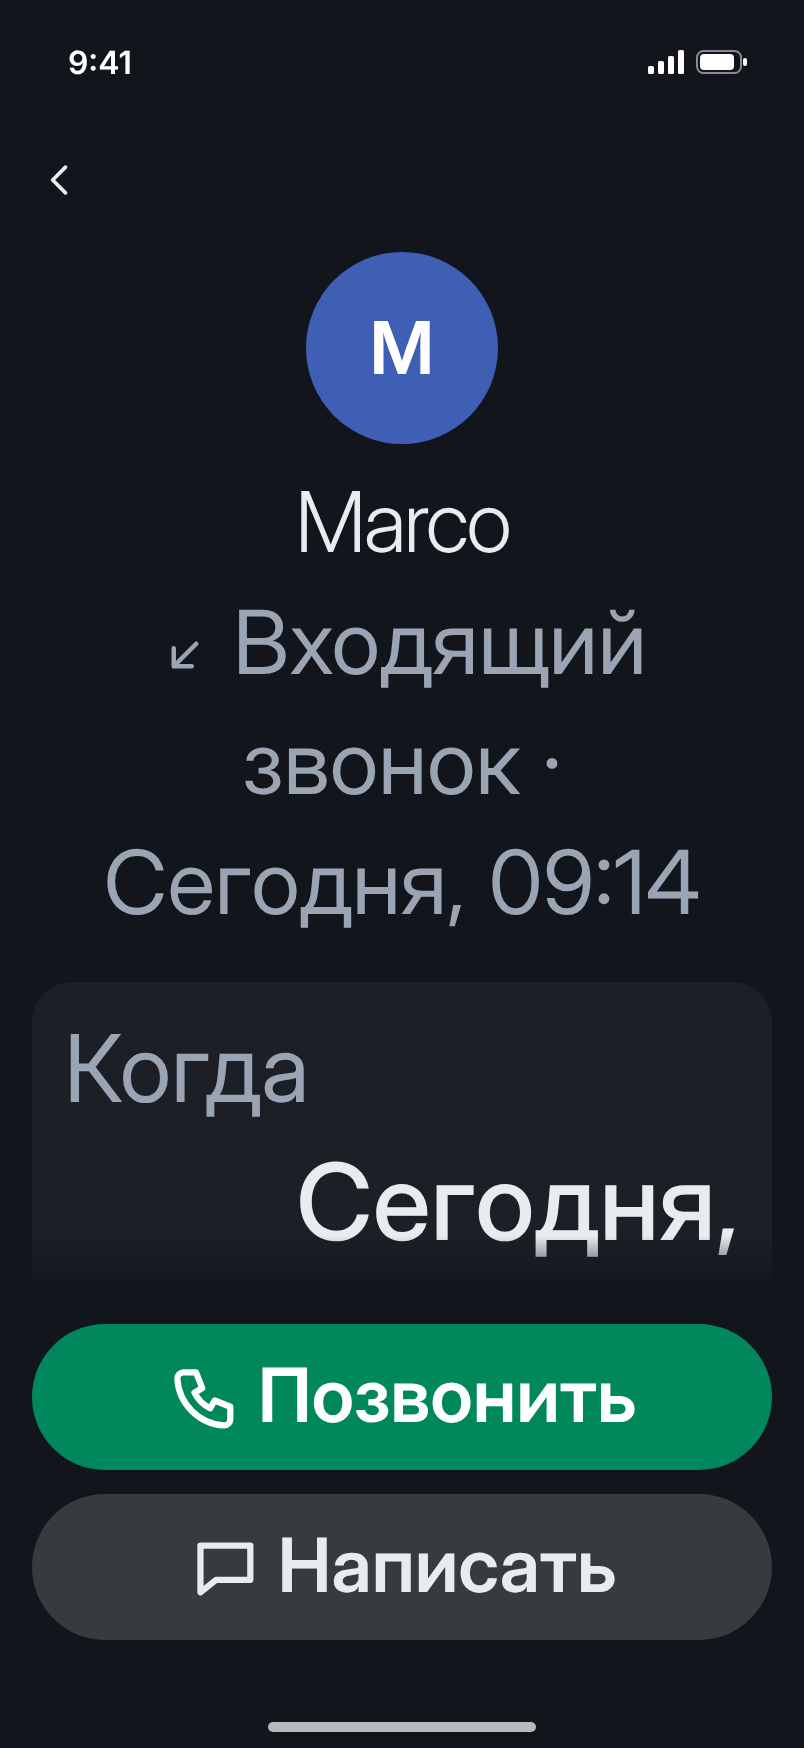 9:41
M
Marco
Входящий
звонок ·
Сегодня, 09:14
Когда
Сегодня,
Позвонить
Написать